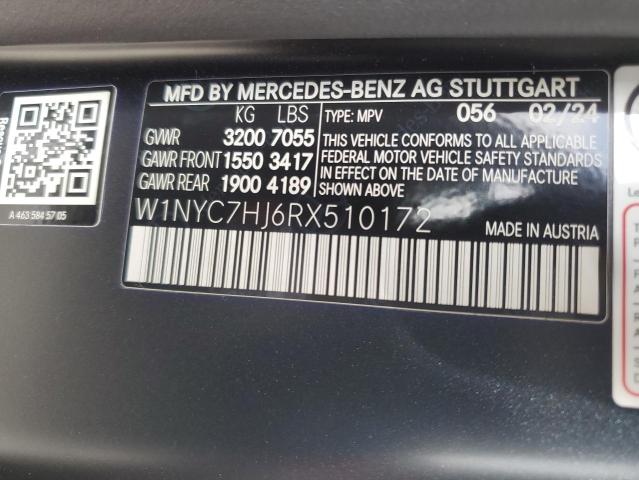 MFD BY MERCEDES-BENZ AG STUTTGART
KG LBS TYPE: MPV 056 02/24
GVWR 3200 7055
GAWR FRONT 1550 3417
GAWR REAR 1900 4189
THIS VEHICLE CONFORMS TO ALL APPLICABLE
FEDERAL MOTOR VEHICLE SAFETY STANDARDS
IN EFFECT ON THE DATE OF MANUFACTURE
SHOWN ABOVE.
W1NYC7HJ6RX510172
MADE IN AUSTRIA
A 463 584 57 05